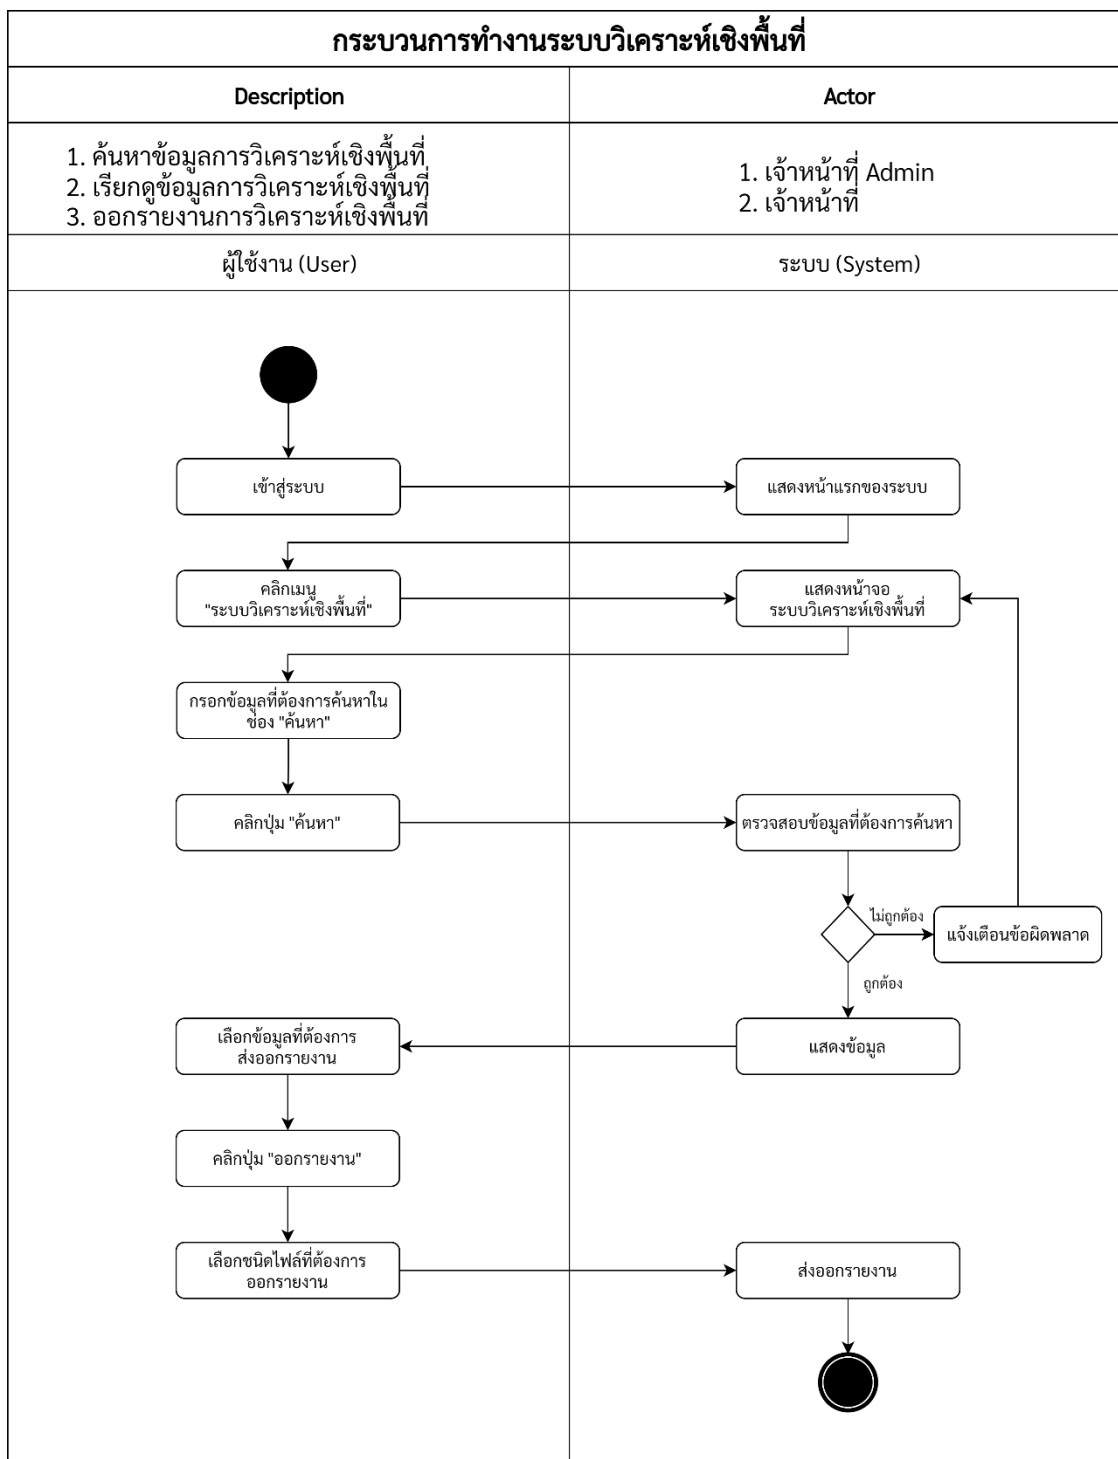 กระบวนการทำงานระบบวิเคราะห์เชิงพื้นที่
Description
Actor
1. ค้นหาข้อมูลการวิเคราะห์เชิงพื้นที่
2. เรียกดูข้อมูลการวิเคราะห์เชิงพื้นที่
3. ออกรายงานการวิเคราะห์เชิงพื้นที่
1. เจ้าหน้าที่ Admin
2. เจ้าหน้าที่
ผู้ใช้งาน (User)
ระบบ (System)
เข้าสู่ระบบ
แสดงหน้าแรกของระบบ
คลิกเมนู
"ระบบวิเคราะห์เชิงพื้นที่"
แสดงหน้าจอ
ระบบวิเคราะห์เชิงพื้นที่
กรอกข้อมูลที่ต้องการค้นหาใน
ช่อง "ค้นหา"
คลิกปุ่ม "ค้นหา"
ตรวจสอบข้อมูลที่ต้องการค้นหา
ไม่ถูกต้อง
แจ้งเตือนข้อผิดพลาด
ถูกต้อง
เลือกข้อมูลที่ต้องการ
ส่งออกรายงาน
แสดงข้อมูล
คลิกปุ่ม "ออกรายงาน"
เลือกชนิดไฟล์ที่ต้องการ
ออกรายงาน
ส่งออกรายงาน